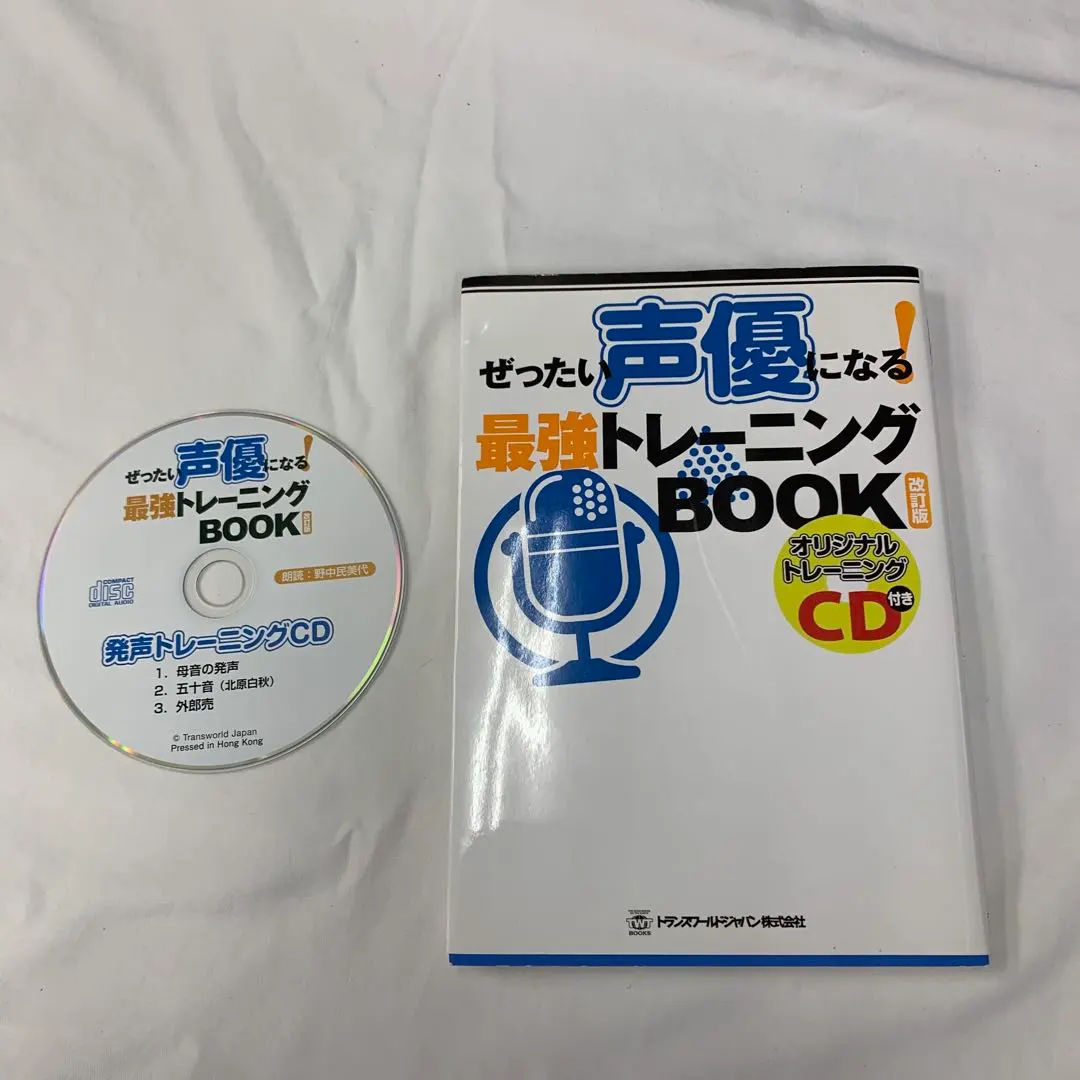 ぜったい声優になる!
最強トレーニング
BOOK 改訂版
朗読:野中民美代
COMPACT
disc
DIGITAL AUDIO
発声トレーニングCD
1. 母音の発声
2. 五十音(北原白秋)
3. 外郎売
© Transworld Japan
Pressed in Hong Kong
ぜったい声優になる!
最強トレーニング
BOOK 改訂版
オリジナル
トレーニング
CD付き
TWJ
BOOKS
トランスワールドジャパン株式会社